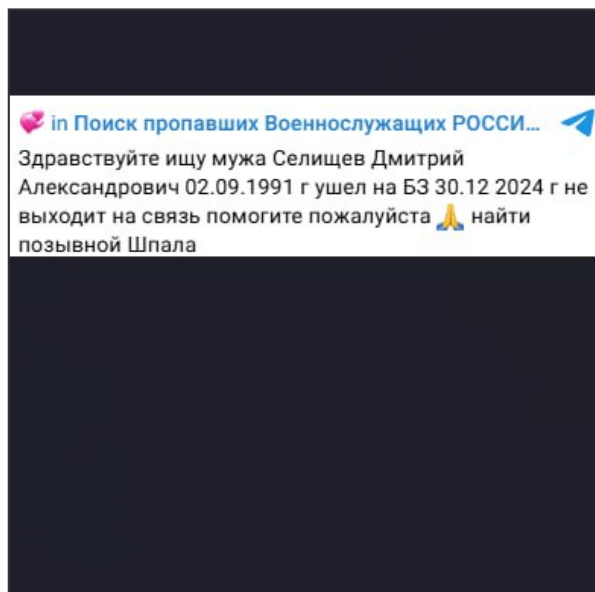 💞 in Поиск пропавших Военнослужащих РОССИ...
Здравствуйте ищу мужа Селищев Дмитрий
Александрович 02.09.1991 г ушел на БЗ 30.12 2024 г не
выходит на связь помогите пожалуйста 🙏 найти
позывной Шпала